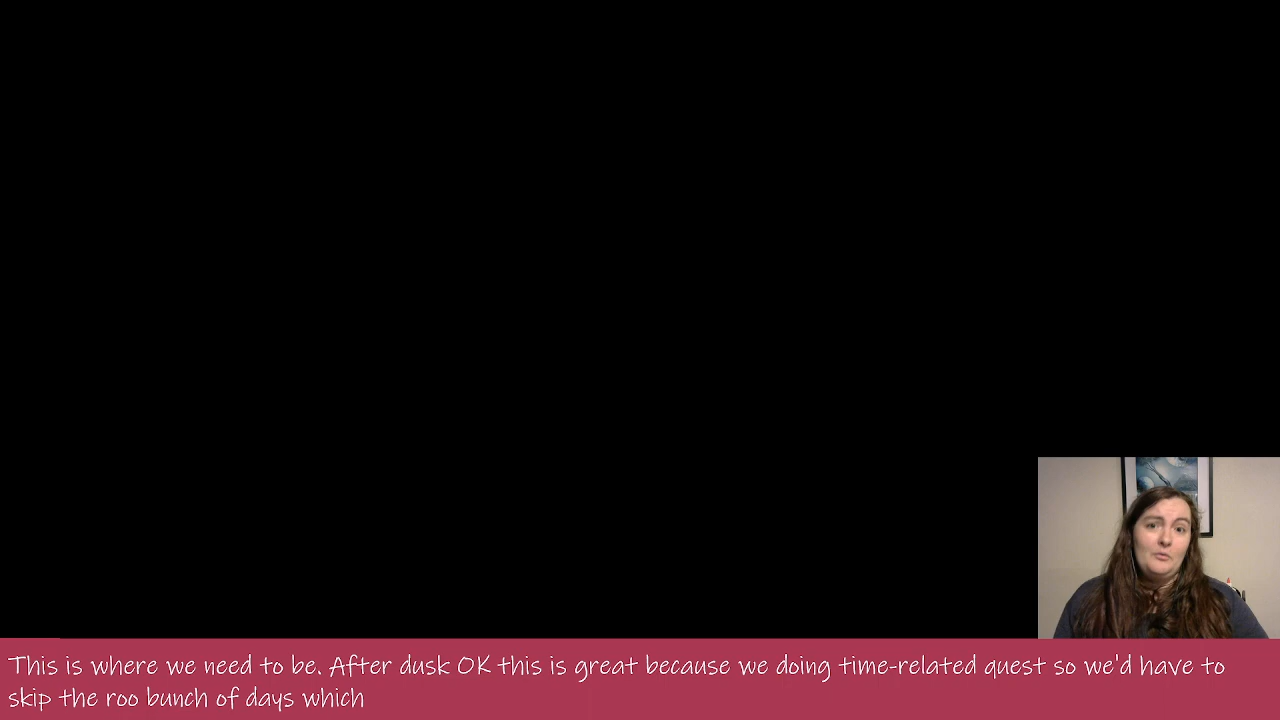 This is where we need to be. After dusk OK this is great because we doing time-related quest so we'd have to
skip the roo bunch of days which